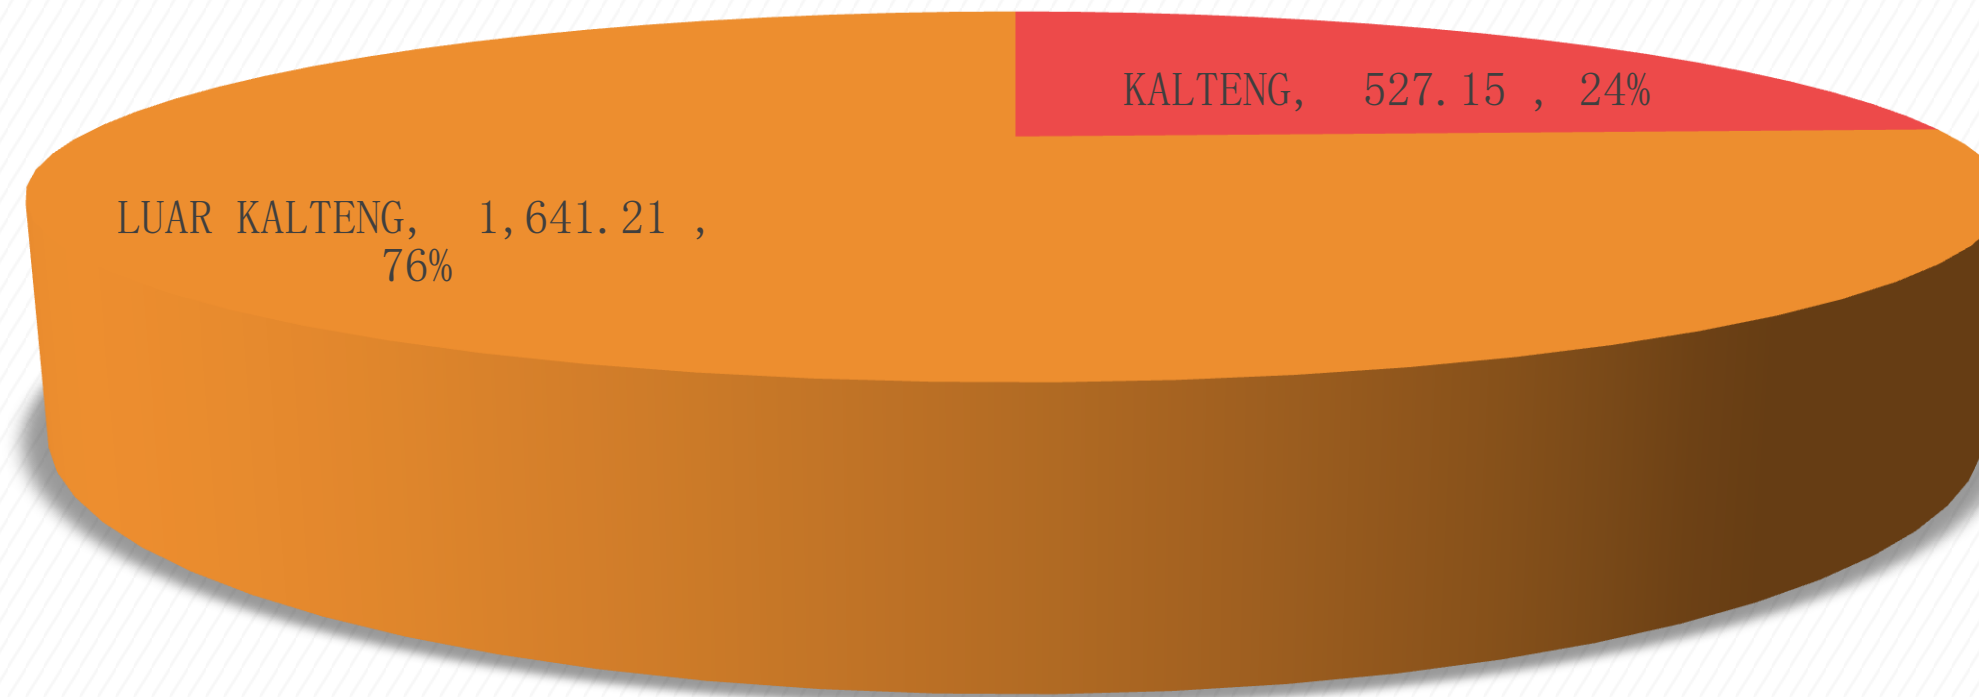 KALTENG, 527.15 , 24%
LUAR KALTENG, 1,641.21 ,
76%